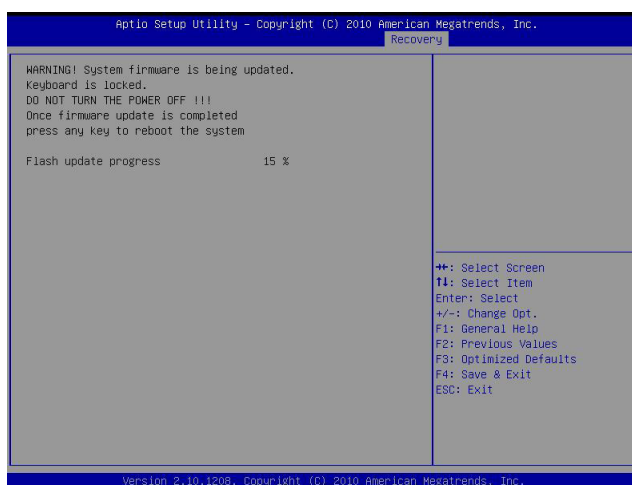 Aptio Setup Utility – Copyright (C) 2010 American Megatrends, Inc.
Recovery
WARNING! System firmware is being updated.
Keyboard is locked.
DO NOT TURN THE POWER OFF !!!
Once firmware update is completed
press any key to reboot the system
Flash update progress 15 %
→←: Select Screen
↑↓: Select Item
Enter: Select
+/-: Change Opt.
F1: General Help
F2: Previous Values
F3: Optimized Defaults
F4: Save & Exit
ESC: Exit
Version 2.10.1208. Copyright (C) 2010 American Megatrends, Inc.